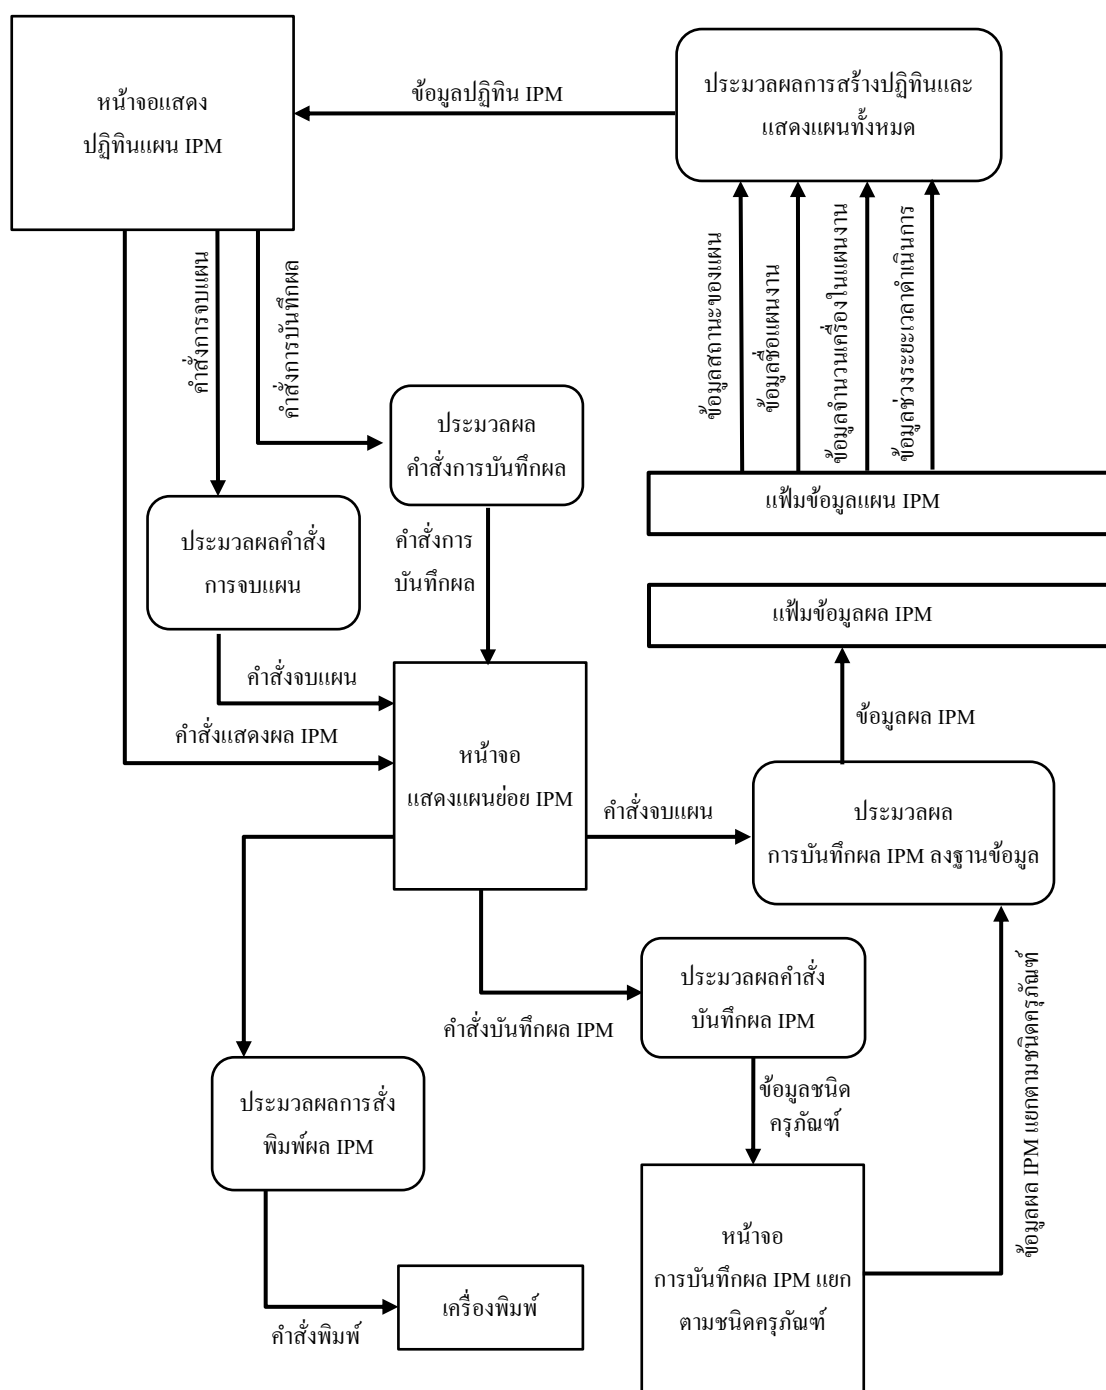 หน้าจอแสดง
ปฏิทินแผน IPM
ข้อมูลปฏิทิน IPM
ประมวลผลการสร้างปฏิทินและ
แสดงแผนทั้งหมด
คำสั่งการจบแผน
คำสั่งการบันทึกผล
ข้อมูลสถานะของแผน
ข้อมูลชื่อแผนงาน
ข้อมูลจำนวนเครื่องในแผนงาน
ข้อมูลช่วงระยะเวลาดำเนินการ
ประมวลผล
คำสั่งการบันทึกผล
แฟ้มข้อมูลแผน IPM
ประมวลผลคำสั่ง
การจบแผน
คำสั่งการ
บันทึกผล
แฟ้มข้อมูลผล IPM
คำสั่งจบแผน
คำสั่งแสดงผล IPM
หน้าจอ
แสดงแผนย่อย IPM
ข้อมูลผล IPM
คำสั่งจบแผน
ประมวลผล
การบันทึกผล IPM ลงฐานข้อมูล
คำสั่งบันทึกผล IPM
ประมวลผลคำสั่ง
บันทึกผล IPM
ข้อมูลผล IPM แยกตามชนิดครุภัณฑ์
ประมวลผลการสั่ง
พิมพ์ผล IPM
ข้อมูลชนิด
ครุภัณฑ์
หน้าจอ
การบันทึกผล IPM แยก
ตามชนิดครุภัณฑ์
คำสั่งพิมพ์
เครื่องพิมพ์